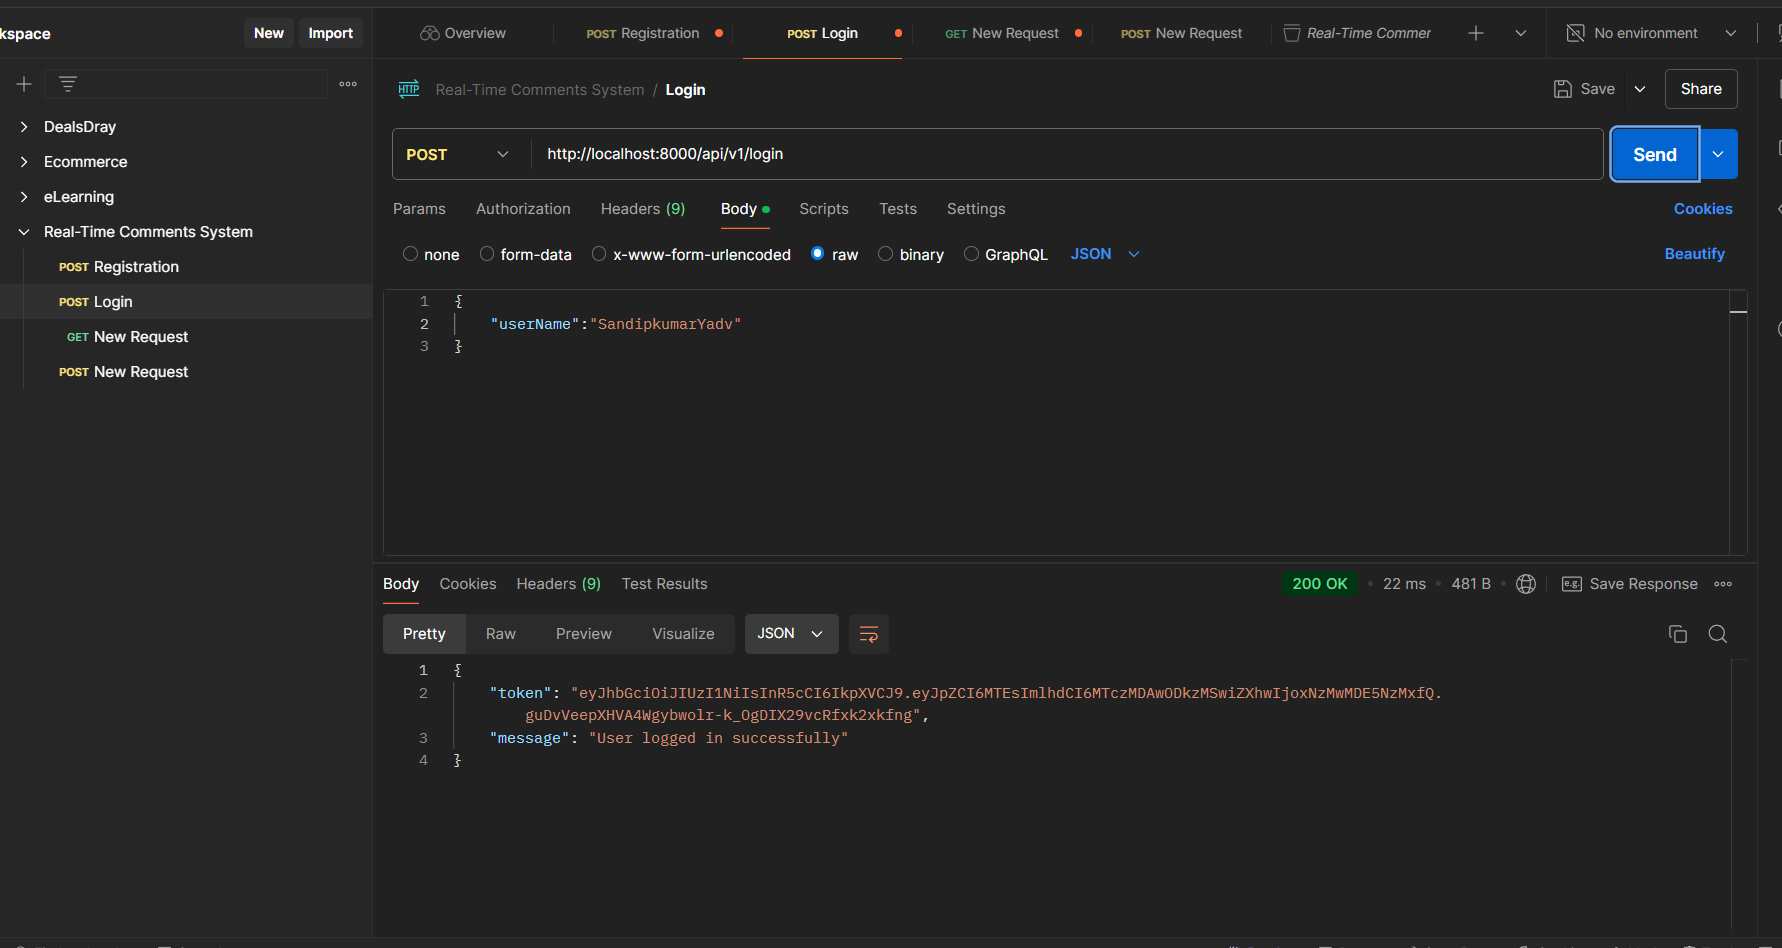 kspace
New
Import
Overview
POST Registration
POST Login
GET New Request
POST New Request
Real-Time Commer
No environment
HTTP
Real-Time Comments System / Login
Save
Share
POST
http://localhost:8000/api/v1/login
Send
Params
Authorization
Headers (9)
Body
Scripts
Tests
Settings
Cookies
none
form-data
x-www-form-urlencoded
raw
binary
GraphQL
JSON
Beautify
DealsDray
Ecommerce
eLearning
Real-Time Comments System
POST Registration
POST Login
GET New Request
POST New Request
1 {
2 "userName":"SandipkumarYadv"
3 }
Body
Cookies
Headers (9)
Test Results
200 OK
22 ms
481 B
e.g.
Save Response
Pretty
Raw
Preview
Visualize
JSON
1 {
2 "token": "eyJhbGciOiJIUzI1NiIsInR5cCI6IkpXVCJ9.eyJpZCI6MTEsImlhdCI6MTczMDAwODkzMSwiZXhwIjoxNzMwMDE5NzMxfQ.
guDvVeepXHVA4Wgybwolr-k_OgDIX29vcRfxk2xkfng",
3 "message": "User logged in successfully"
4 }